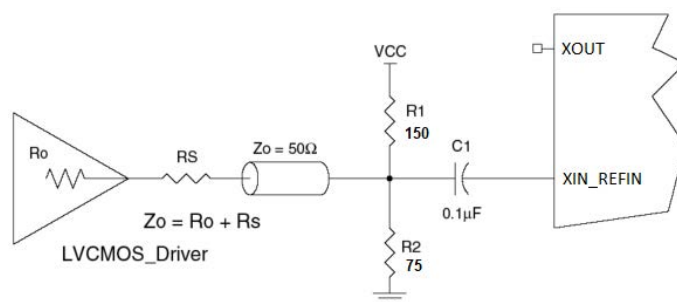 XOUT
VCC
R1
150
Ro
RS
Zo = 50Ω
C1
XIN_REFIN
0.1µF
Zo = Ro + Rs
R2
75
LVCMOS_Driver